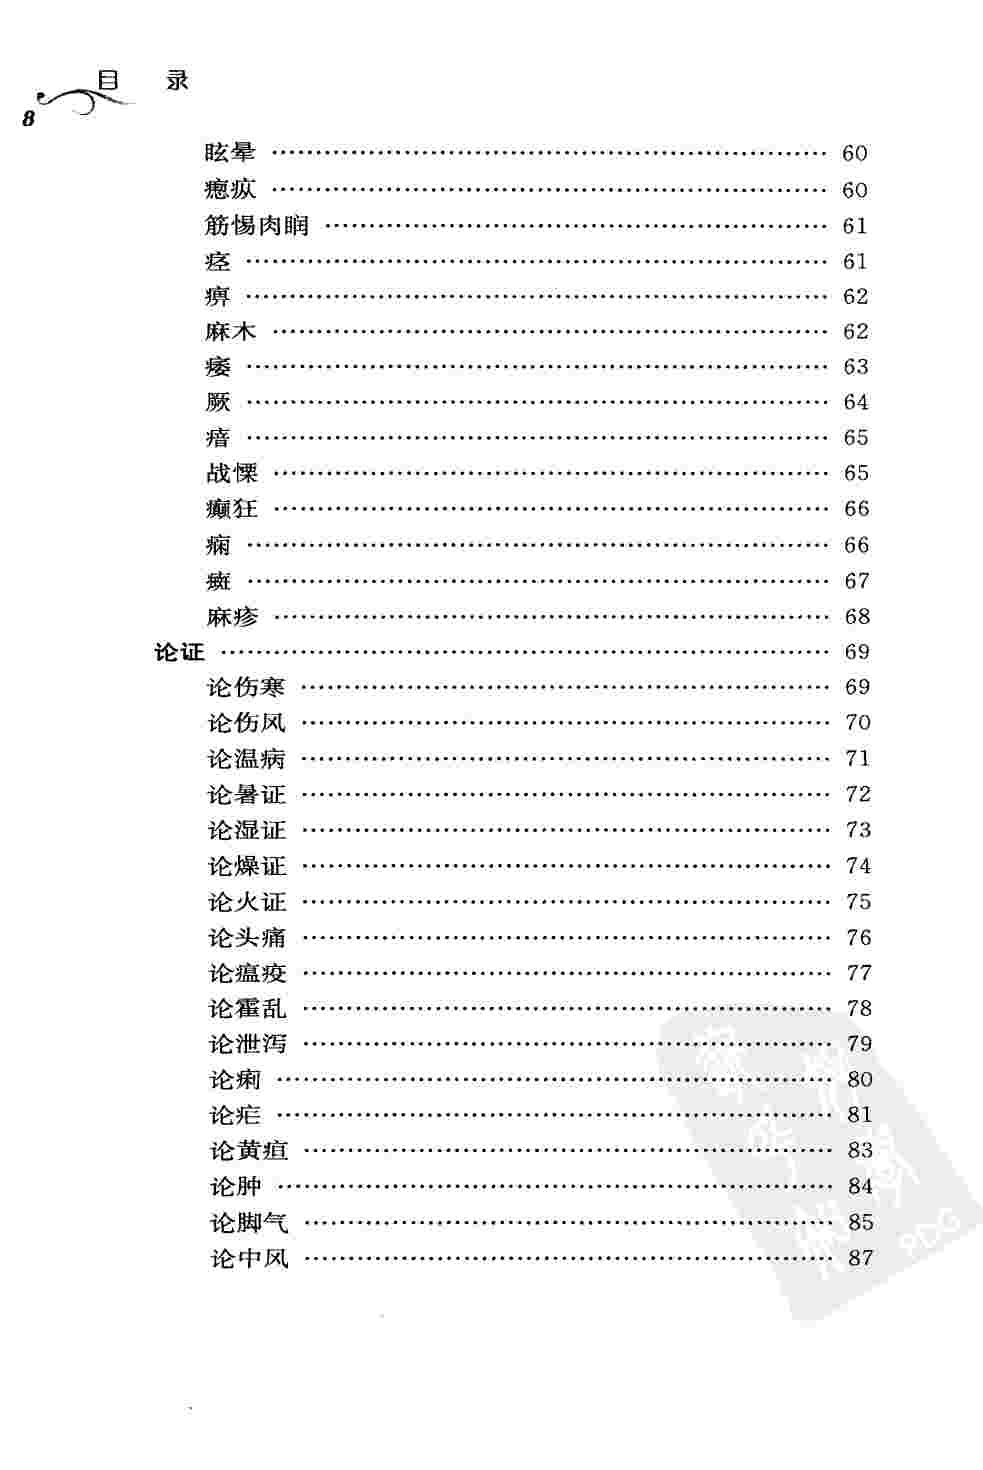 目 录
8
眩晕 …… 60
瘛疭 …… 60
筋惕肉瞤 …… 61
痉 …… 61
痹 …… 62
麻木 …… 62
痿 …… 63
厥 …… 64
瘖 …… 65
战慄 …… 65
癫狂 …… 66
痫 …… 66
斑 …… 67
麻疹 …… 68
论证 …… 69
论伤寒 …… 69
论伤风 …… 70
论温病 …… 71
论暑证 …… 72
论湿证 …… 73
论燥证 …… 74
论火证 …… 75
论头痛 …… 76
论瘟疫 …… 77
论霍乱 …… 78
论泄泻 …… 79
论痢 …… 80
论疟 …… 81
论黄疸 …… 83
论肿 …… 84
论脚气 …… 85
论中风 …… 87
PDG